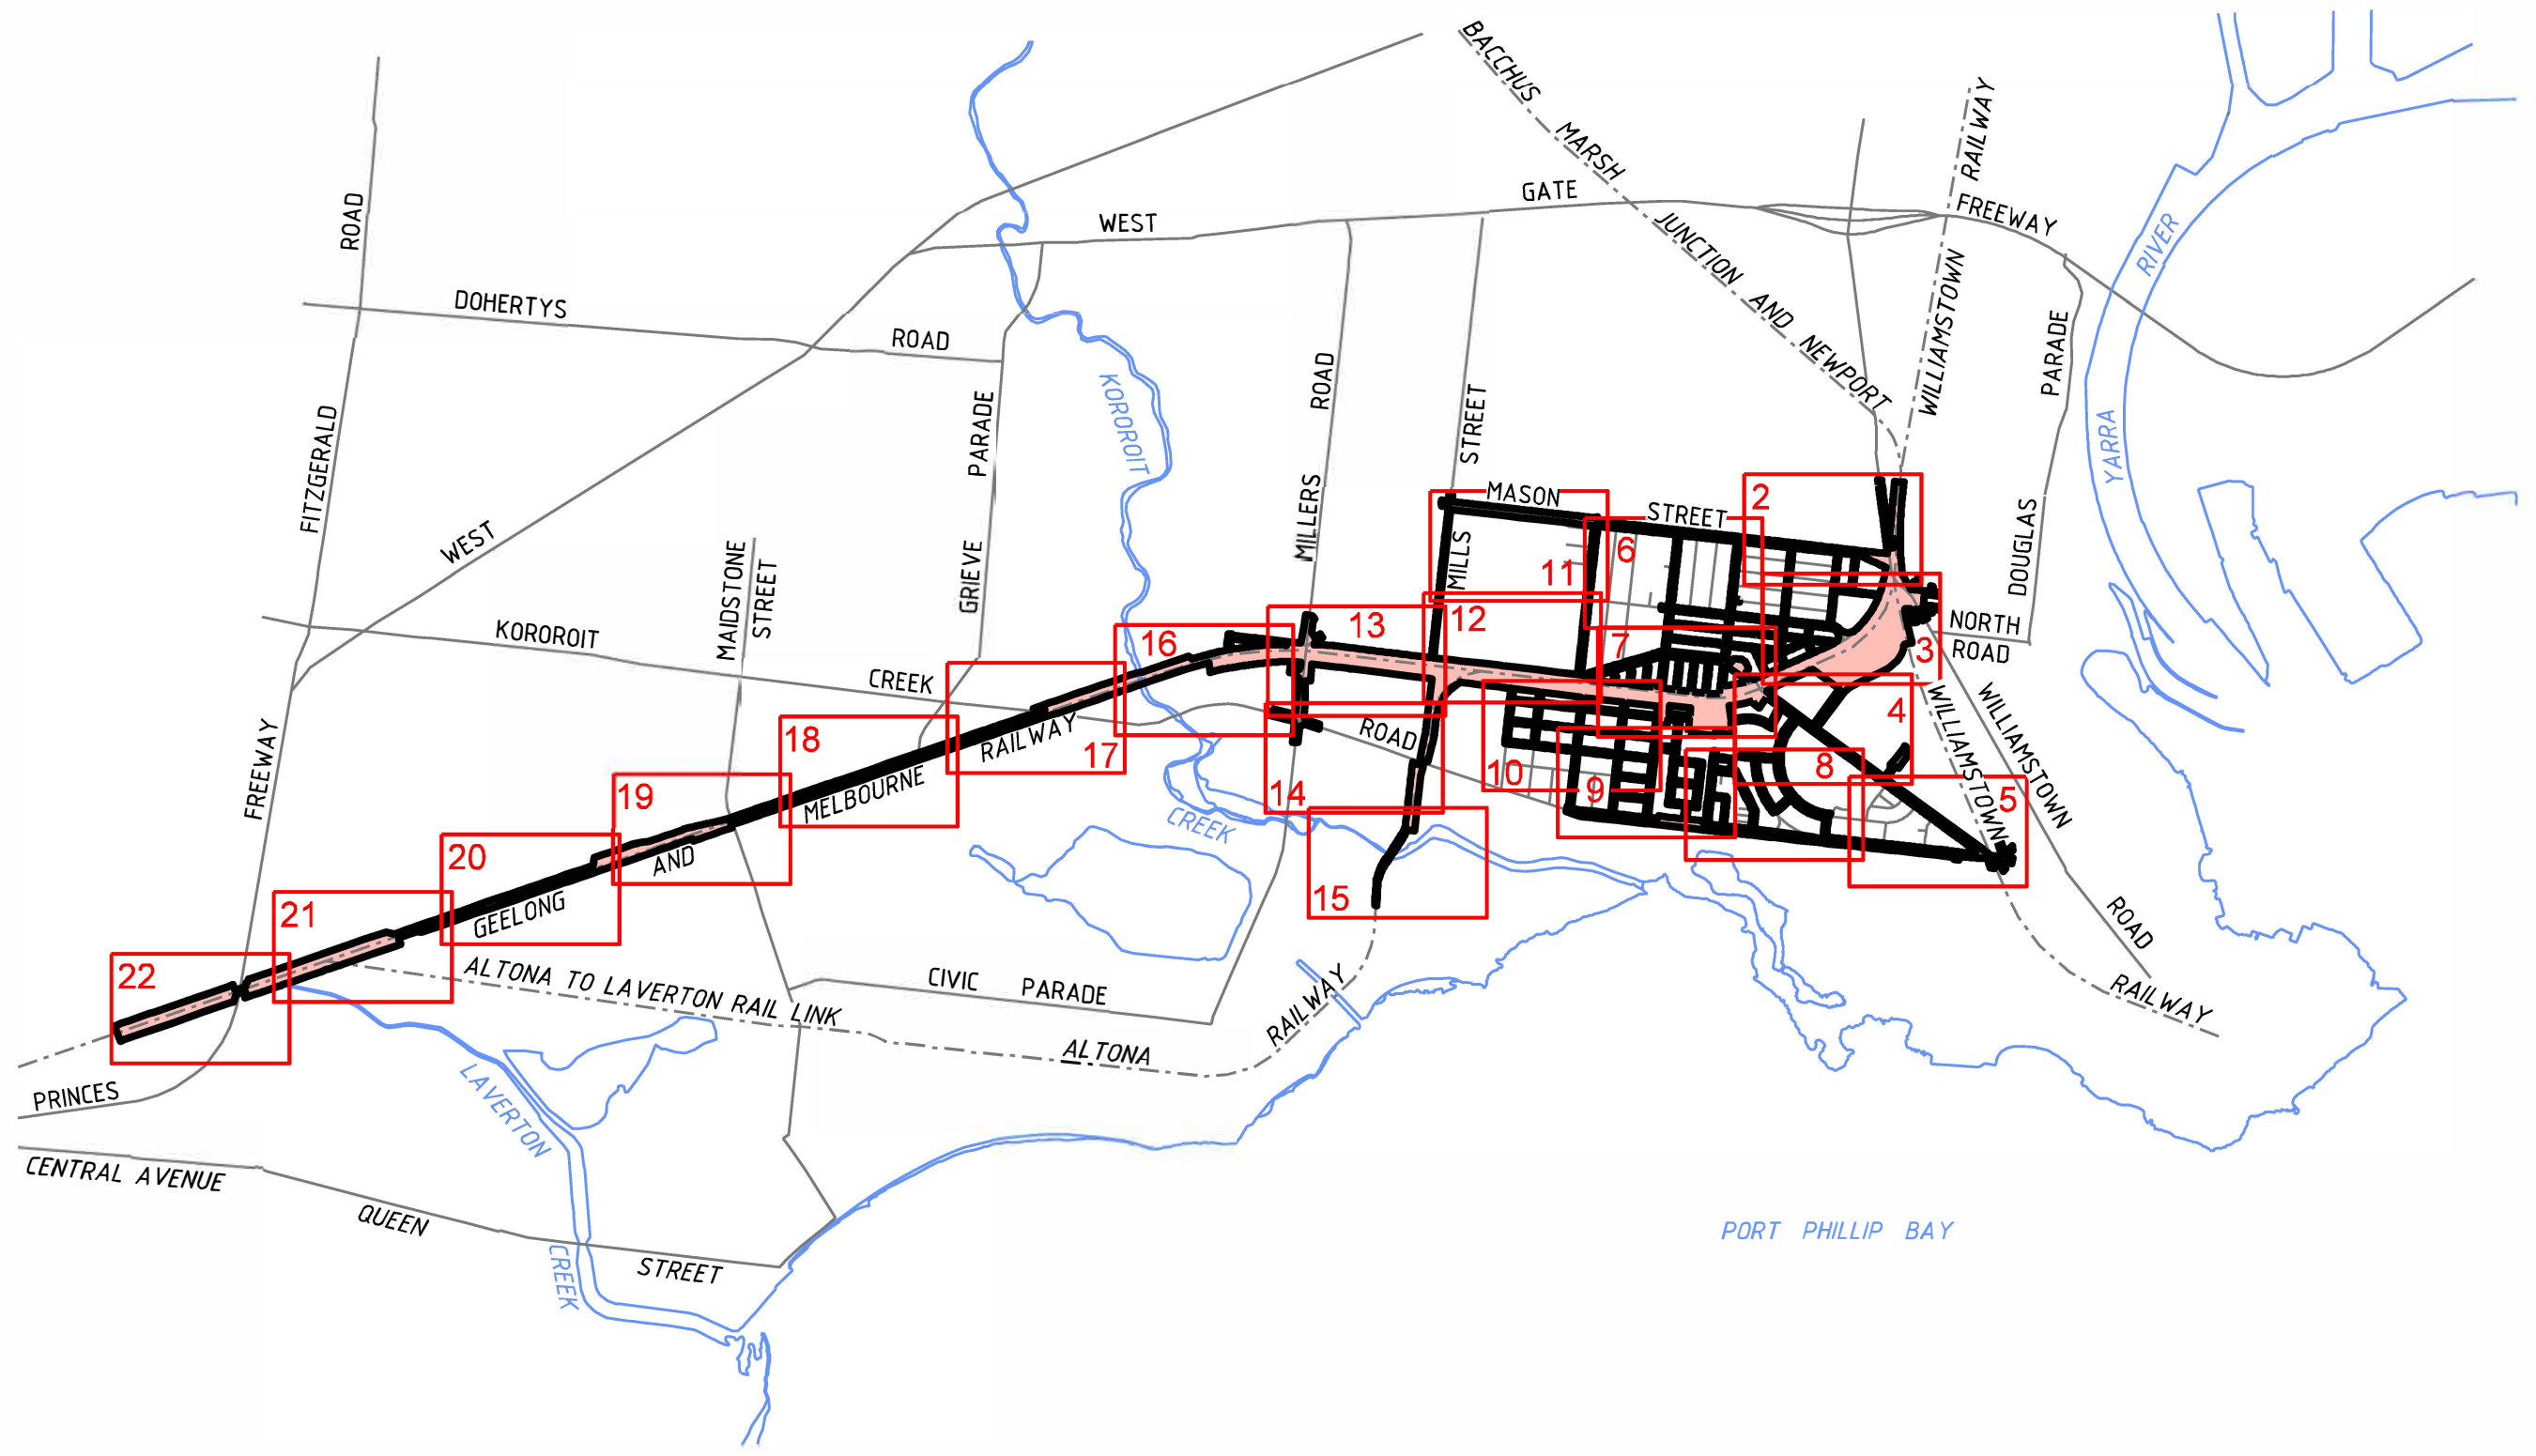 BACCHUS MARSH JUNCTION AND NEWPORT
RAILWAY
WILLIAMSTOWN
WEST GATE FREEWAY
YARRA RIVER
ROAD
FITZGERALD
DOHERTYS ROAD
KOROROIT
CREEK
GRIEVE PARADE
MILLERS ROAD
MILLS STREET
DOUGLAS PARADE
MASON STREET
2
6
11
WEST
MAIDSTONE STREET
KOROROIT CREEK ROAD
NORTH ROAD
3
12
13
16
7
4
WILLIAMSTOWN
WILLIAMSTOWN
ROAD
RAILWAY
FREEWAY
GEELONG AND MELBOURNE RAILWAY
17
18
8
10
9
14
5
19
20
15
21
22
ALTONA TO LAVERTON RAIL LINK
CIVIC PARADE
ALTONA
RAILWAY
PRINCES
LAVERTON
CREEK
CENTRAL AVENUE
QUEEN STREET
PORT PHILLIP BAY